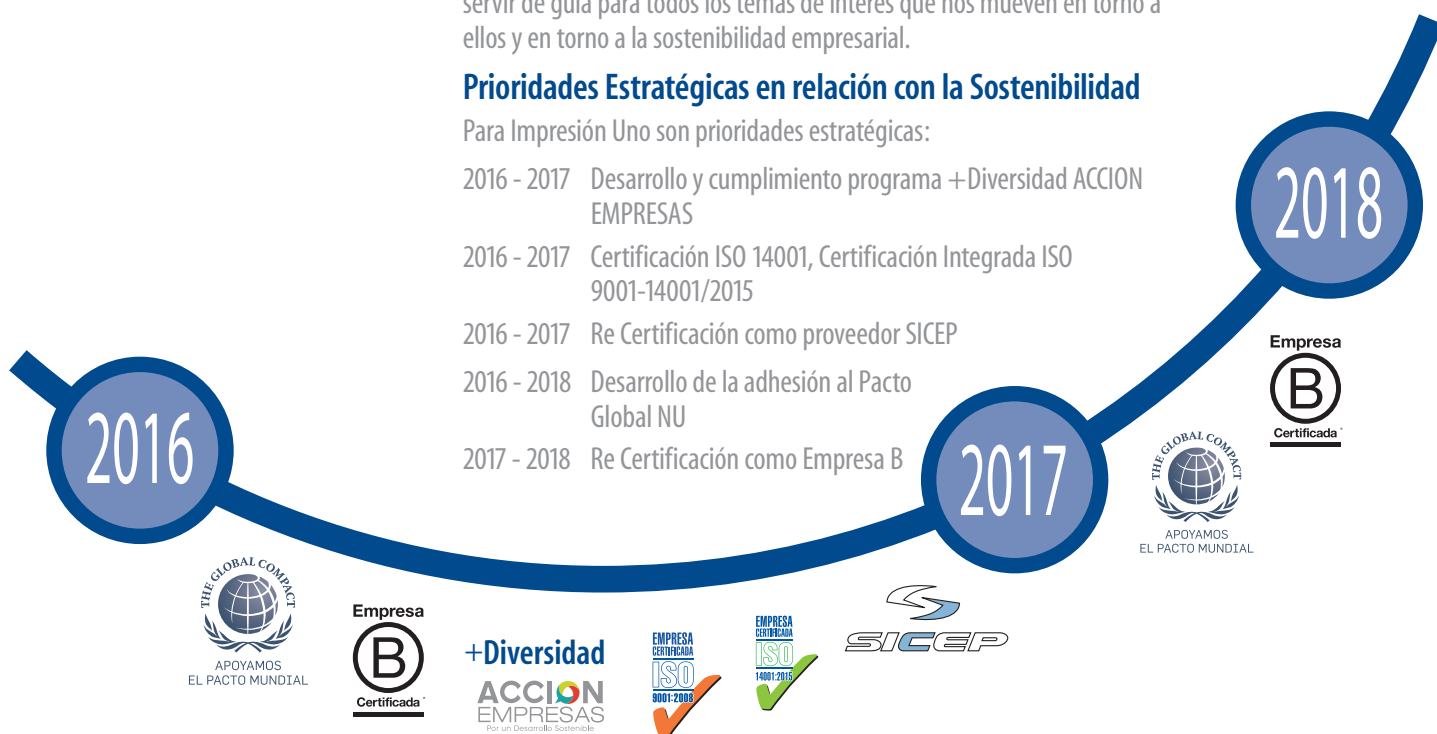 servir de guía para todos los temas de interés que nos mueven en torno a
ellos y en torno a la sostenibilidad empresarial.
Prioridades Estratégicas en relación con la Sostenibilidad
Para Impresión Uno son prioridades estratégicas:
2016 - 2017 Desarrollo y cumplimiento programa +Diversidad ACCION
EMPRESAS
2016 - 2017 Certificación ISO 14001, Certificación Integrada ISO
9001-14001/2015
2016 - 2017 Re Certificación como proveedor SICEP
2016 - 2018 Desarrollo de la adhesión al Pacto
Global NU
2017 - 2018 Re Certificación como Empresa B
2016
2017
2018
THE GLOBAL COMPACT
APOYAMOS
EL PACTO MUNDIAL
Empresa
B
Certificada
+Diversidad
ACCION
EMPRESAS
Por un Desarrollo Sostenible
EMPRESA
CERTIFICADA
ISO
9001:2008
EMPRESA
CERTIFICADA
ISO
14001:2015
SICEP
THE GLOBAL COMPACT
APOYAMOS
EL PACTO MUNDIAL
Empresa
B
Certificada